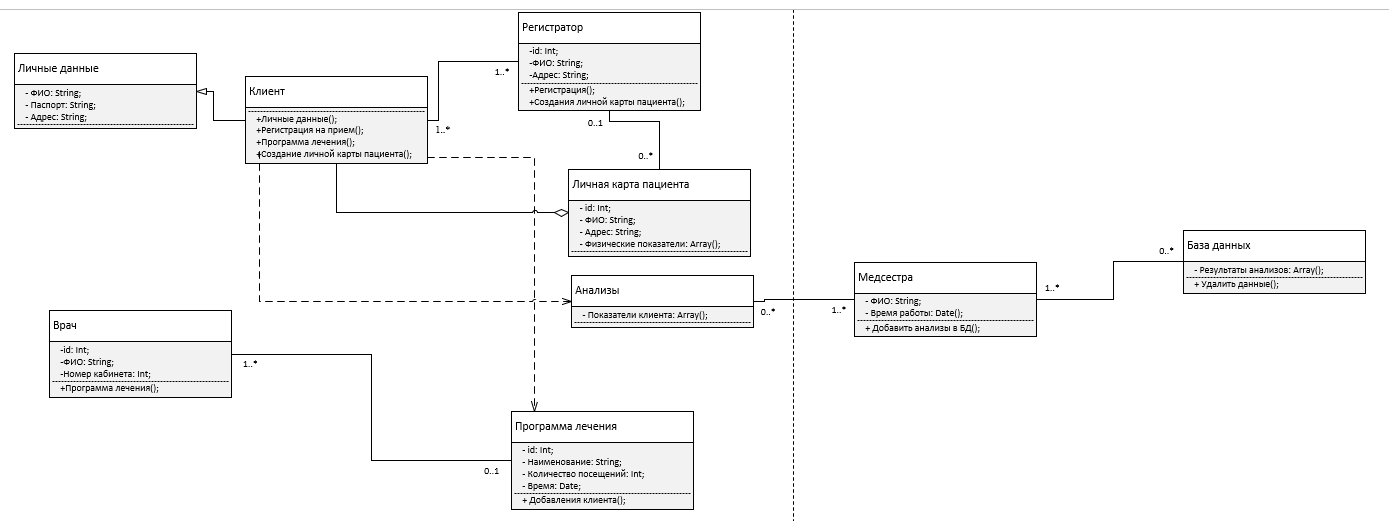 Личные данные
- ФИО: String;
- Паспорт: String;
- Адрес: String;
Клиент
+Личные данные();
+Регистрация на прием();
+Программа лечения();
+Создание личной карты пациента();
Регистратор
-id: Int;
-ФИО: String;
-Адрес: String;
+Регистрация();
+Создания личной карты пациента();
1..*
1..*
0..1
0..*
Личная карта пациента
- id: Int;
- ФИО: String;
- Адрес: String;
- Физические показатели: Array();
Анализы
- Показатели клиента: Array();
0..*
1..*
Медсестра
- ФИО: String;
- Время работы: Date();
+ Добавить анализы в БД();
1..*
0..*
База данных
- Результаты анализов: Array();
+ Удалить данные();
Врач
-id: Int;
-ФИО: String;
-Номер кабинета: Int;
+Программа лечения();
1..*
0..1
Программа лечения
- id: Int;
- Наименование: String;
- Количество посещений: Int;
- Время: Date;
+ Добавления клиента();